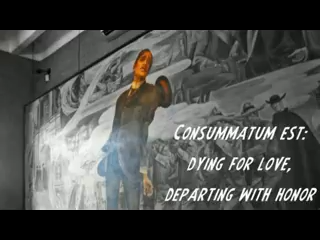 CONSUMMATUM EST:
DYING FOR LOVE,
DEPARTING WITH HONOR